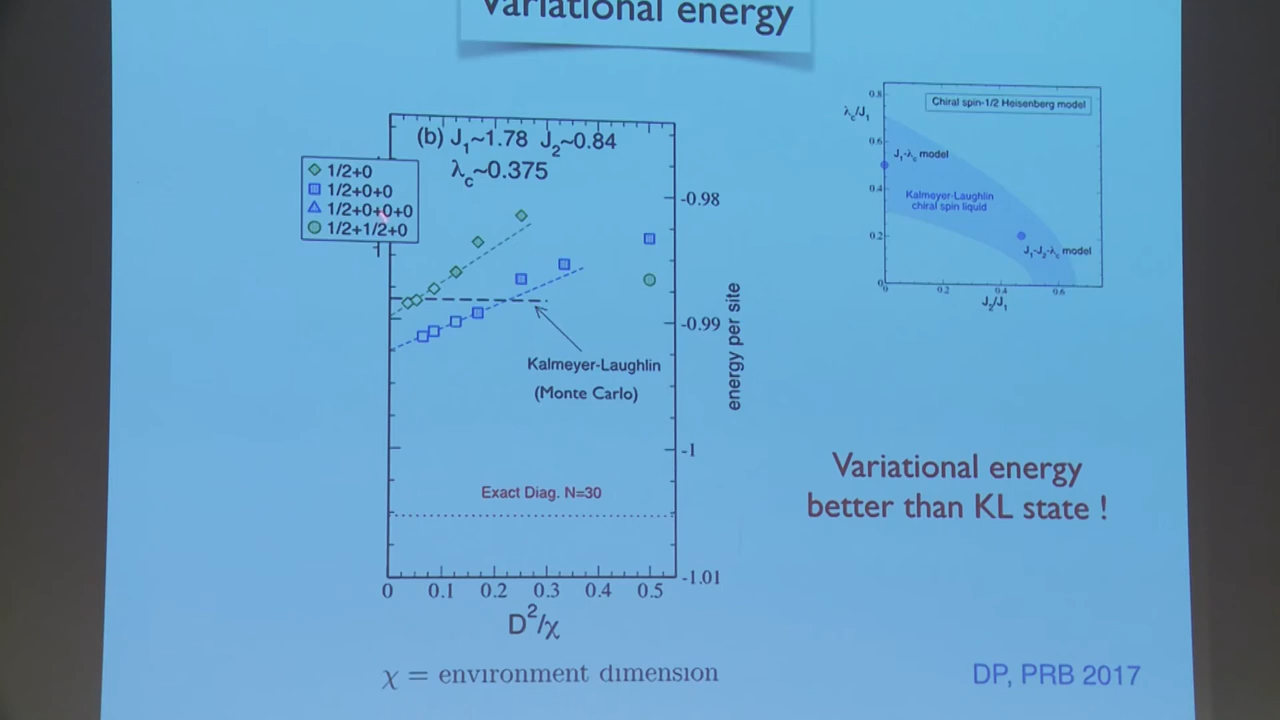 Variational energy
(b) J₁~1.78 J₂~0.84
λc~0.375
1/2+0
1/2+0+0
1/2+0+0+0
1/2+1/2+0
-0.98
-0.99
-1
-1.01
energy per site
Kalmeyer-Laughlin
(Monte Carlo)
Exact Diag. N=30
0 0.1 0.2 0.3 0.4 0.5
D²/χ
χ = environment dimension
Chiral spin-1/2 Heisenberg model
λc/J₁
0.8
0.6
0.4
0.2
0
J₁-λc model
Kalmeyer-Laughlin
chiral spin liquid
J₁-J₂-λc model
0 0.2 0.4 0.6
J₂/J₁
Variational energy
better than KL state !
DP, PRB 2017